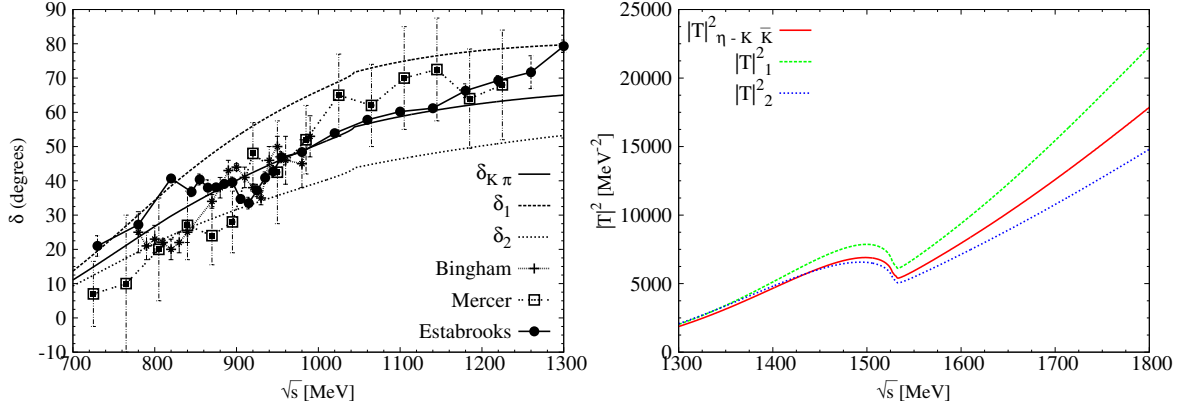 δ (degrees)
90
80
70
60
50
40
30
20
10
0
-10
700
800
900
1000
1100
1200
1300
√s [MeV]
δ_{K π}
δ_1
δ_2
Bingham
Mercer
Estabrooks
|T|^2 [MeV^{-2}]
25000
20000
15000
10000
5000
0
1300
1400
1500
1600
1700
1800
√s [MeV]
|T|^2_{η - K K̅}
|T|^2_1
|T|^2_2